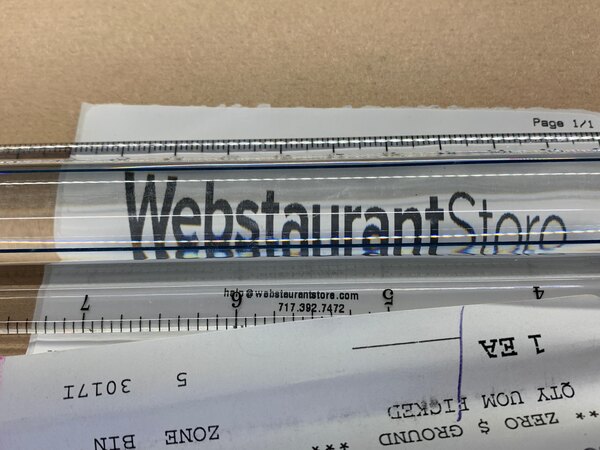 Page 1/1
WebstaurantStore
help@webstaurantstore.com
717.392.7472
4 5 6 7
** ZERO $ GROUND ***
QTY UOM PICKED
1 EA
ZONE BIN
5 30171